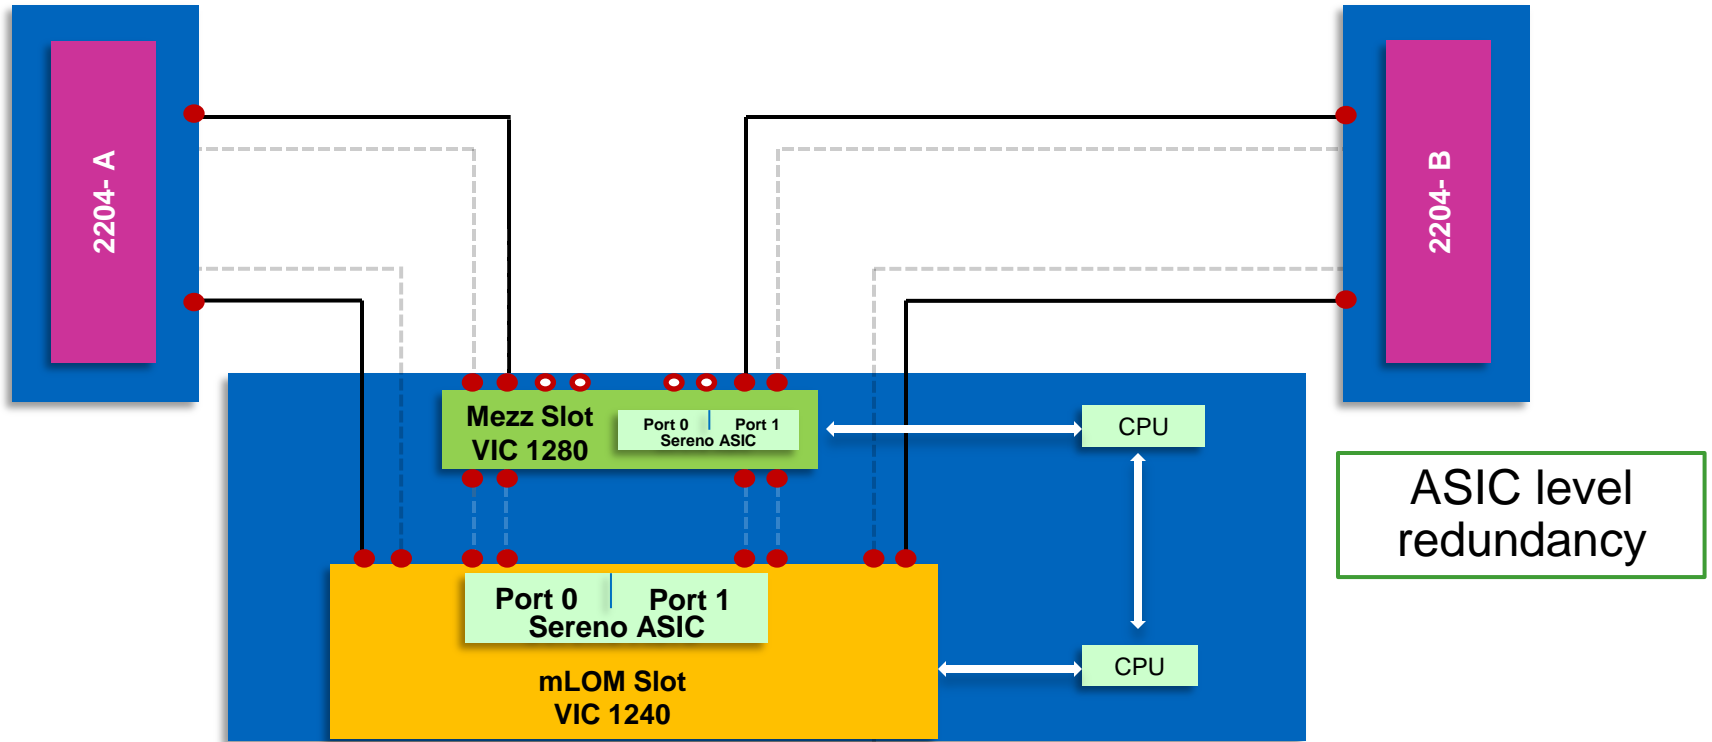 2204- A
2204- B
Mezz Slot
VIC 1280
Port 0 Port 1
Sereno ASIC
CPU
ASIC level
redundancy
Port 0 Port 1
Sereno ASIC
mLOM Slot
VIC 1240
CPU